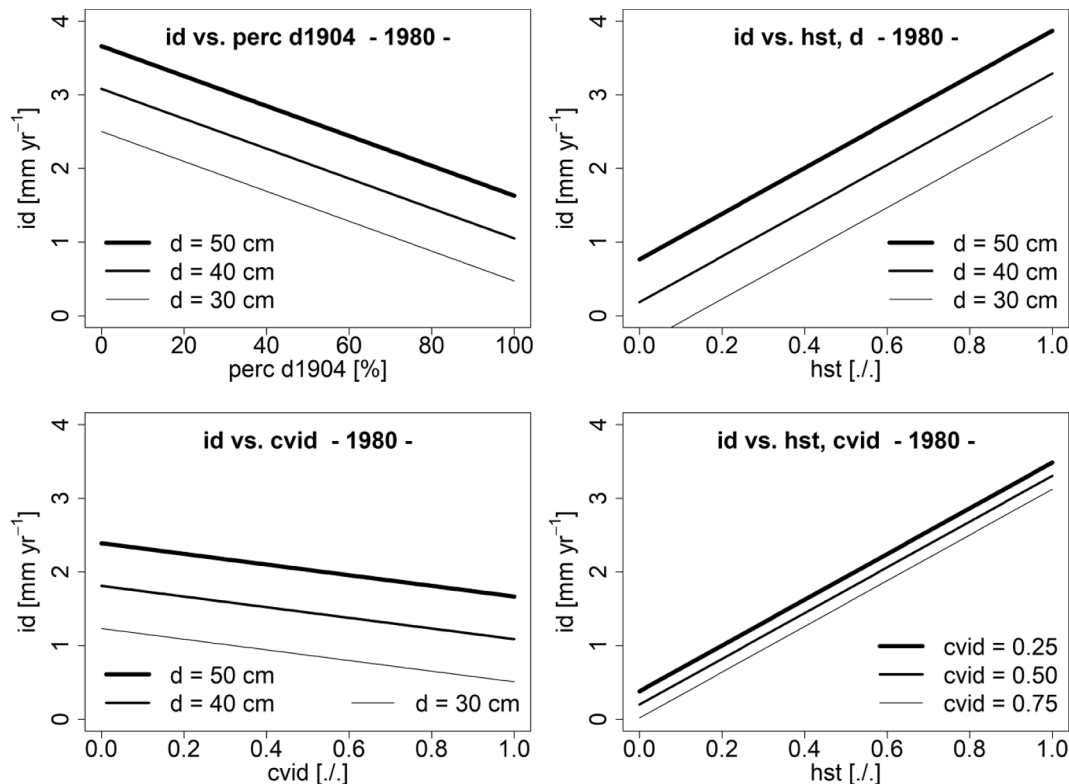 id vs. perc d1904 - 1980 -
id [mm yr⁻¹]
4
3
2
1
0
d = 50 cm
d = 40 cm
d = 30 cm
0 20 40 60 80 100
perc d1904 [%]
id vs. hst, d - 1980 -
id [mm yr⁻¹]
4
3
2
1
0
d = 50 cm
d = 40 cm
d = 30 cm
0.0 0.2 0.4 0.6 0.8 1.0
hst [./.]
id vs. cvid - 1980 -
id [mm yr⁻¹]
4
3
2
1
0
d = 50 cm
d = 40 cm d = 30 cm
0.0 0.2 0.4 0.6 0.8 1.0
cvid [./.]
id vs. hst, cvid - 1980 -
id [mm yr⁻¹]
4
3
2
1
0
cvid = 0.25
cvid = 0.50
cvid = 0.75
0.0 0.2 0.4 0.6 0.8 1.0
hst [./.]